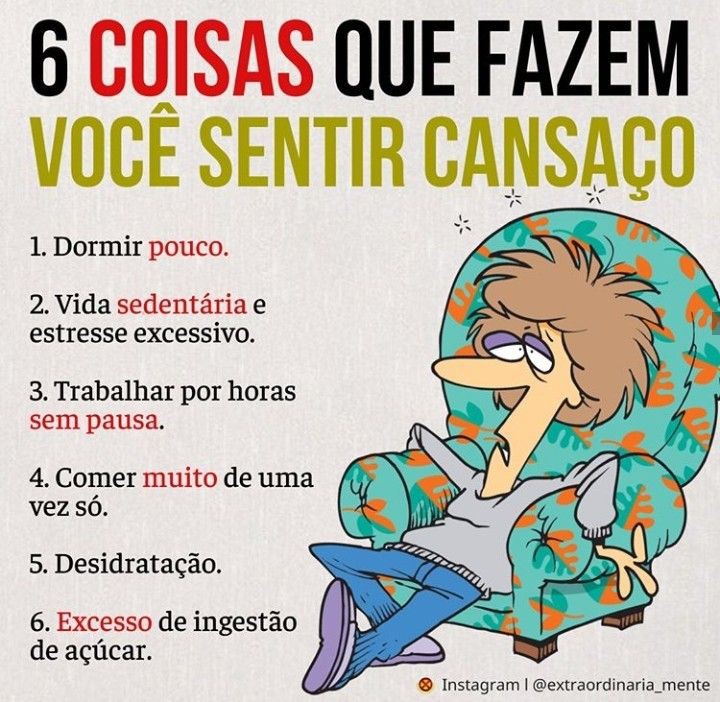 6 COISAS QUE FAZEM
VOCÊ SENTIR CANSAÇO
1. Dormir pouco.
2. Vida sedentária e
estresse excessivo.
3. Trabalhar por horas
sem pausa.
4. Comer muito de uma
vez só.
5. Desidratação.
6. Excesso de ingestão
de açúcar.
Instagram l @extraordinaria_mente